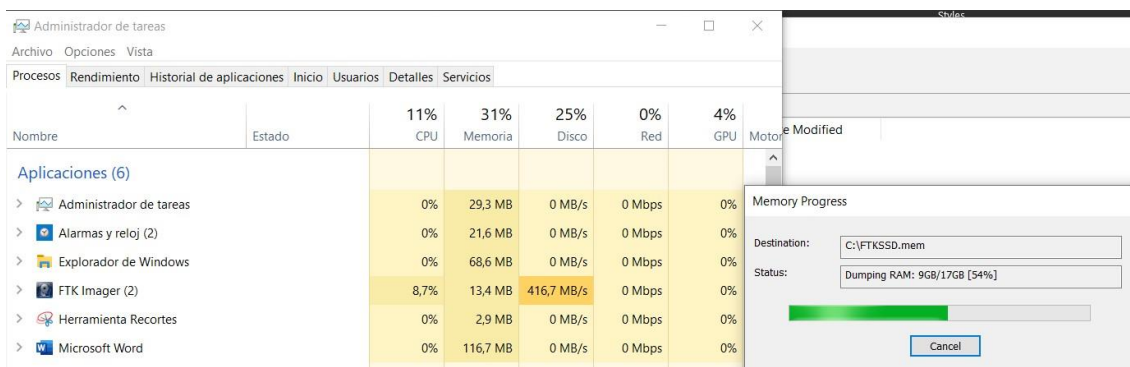 Administrador de tareas
Archivo Opciones Vista
Procesos Rendimiento Historial de aplicaciones Inicio Usuarios Detalles Servicios
11% 31% 25% 0% 4%
Nombre Estado CPU Memoria Disco Red GPU Motor
Aplicaciones (6)
Administrador de tareas 0% 29,3 MB 0 MB/s 0 Mbps 0%
Alarmas y reloj (2) 0% 21,6 MB 0 MB/s 0 Mbps 0%
Explorador de Windows 0% 68,6 MB 0 MB/s 0 Mbps 0%
FTK Imager (2) 8,7% 13,4 MB 416,7 MB/s 0 Mbps 0%
Herramienta Recortes 0% 2,9 MB 0 MB/s 0 Mbps 0%
Microsoft Word 0% 116,7 MB 0 MB/s 0 Mbps 0%
Styles
e Modified
Memory Progress
Destination: C:\FTKSSD.mem
Status: Dumping RAM: 9GB/17GB [54%]
Cancel